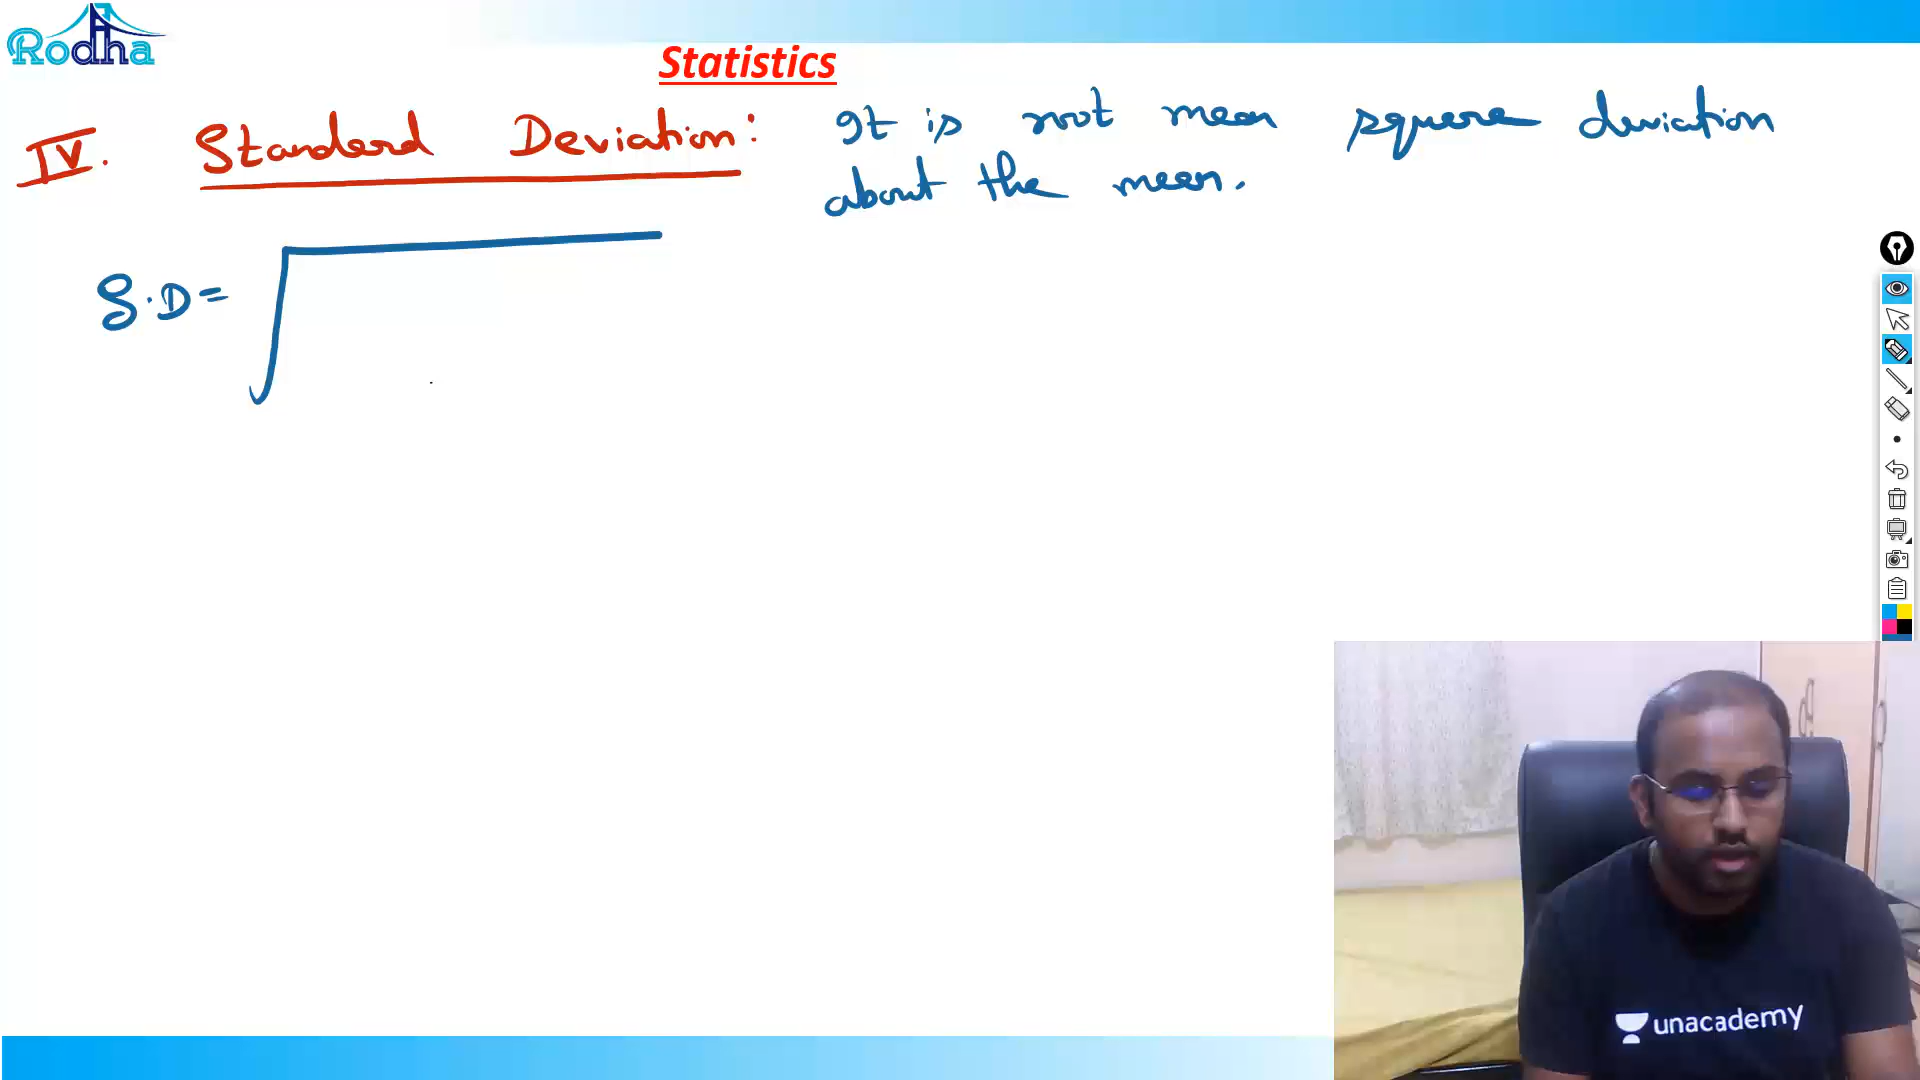 Rodha
Statistics
IV. Standard Deviation: It is root mean square deviation
about the mean.
S.D =
unacademy